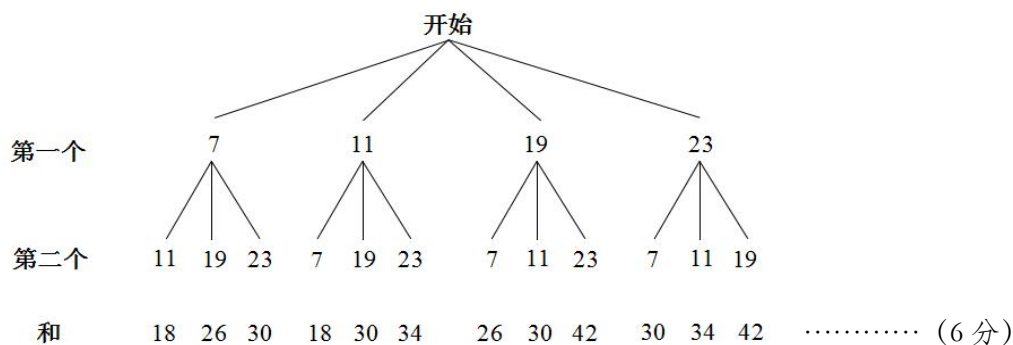 开始
第一个 7 11 19 23
第二个 11 19 23 7 19 23 7 11 23 7 11 19
和 18 26 30 18 30 34 26 30 42 30 34 42 ………… (6 分)